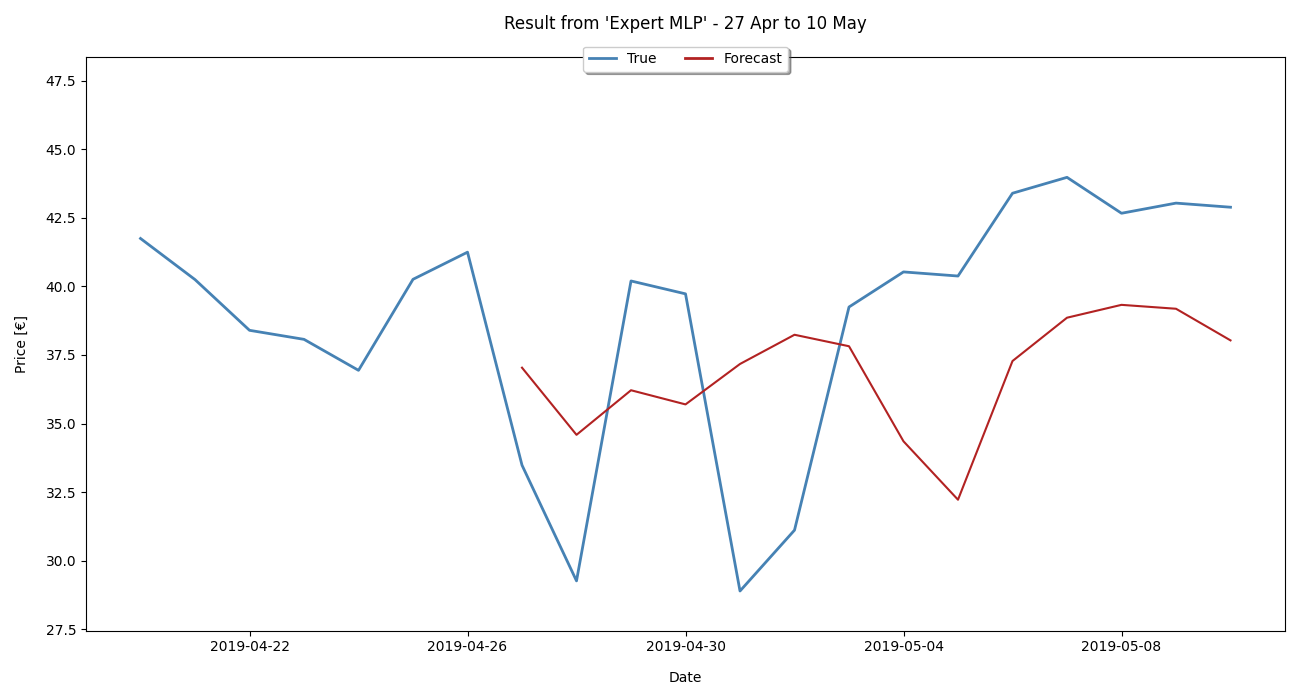 Result from 'Expert MLP' - 27 Apr to 10 May
True Forecast
47.5
45.0
42.5
40.0
37.5
35.0
32.5
30.0
27.5
Price [€]
2019-04-22 2019-04-26 2019-04-30 2019-05-04 2019-05-08
Date